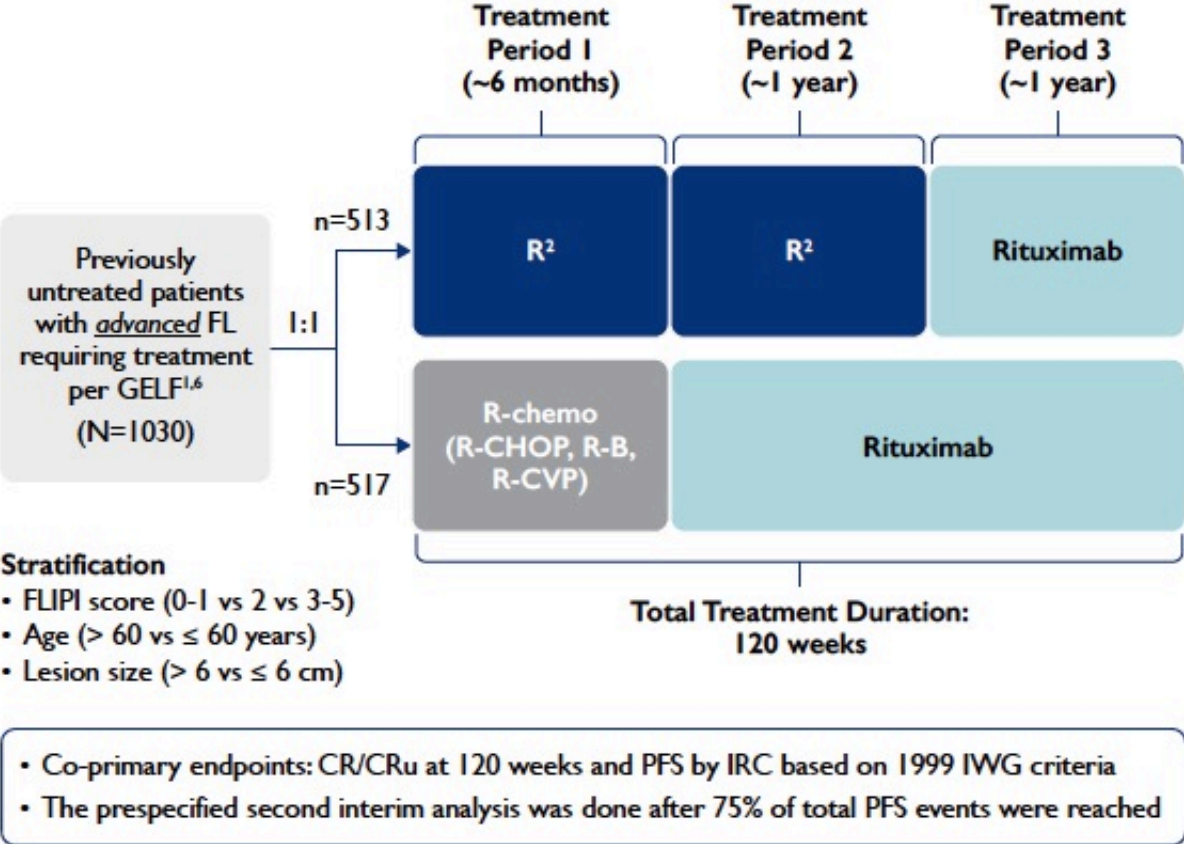 Treatment
Period 1
(~6 months)
Treatment
Period 2
(~1 year)
Treatment
Period 3
(~1 year)
Previously
untreated patients
with advanced FL
requiring treatment
per GELF1,6
(N=1030)
1:1
n=513
R²
R²
Rituximab
n=517
R-chemo
(R-CHOP, R-B,
R-CVP)
Rituximab
Total Treatment Duration:
120 weeks
Stratification
• FLIPI score (0-1 vs 2 vs 3-5)
• Age (> 60 vs ≤ 60 years)
• Lesion size (> 6 vs ≤ 6 cm)
• Co-primary endpoints: CR/CRu at 120 weeks and PFS by IRC based on 1999 IWG criteria
• The prespecified second interim analysis was done after 75% of total PFS events were reached